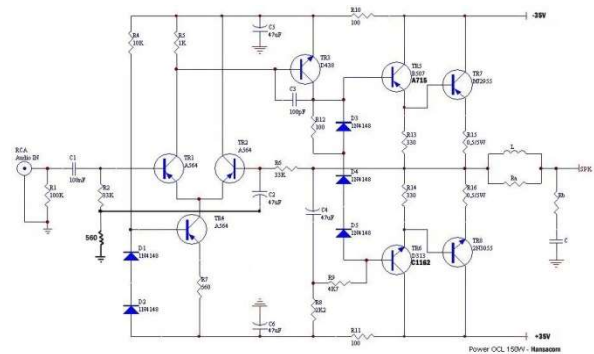 R10
100
-35V
R4
10K
R5
1K
C5
47uF
TR3
D438
TR5
B507
A715
TR7
MJ2955
C3
100pF
R12
100
D3
1N4148
RCA
Audio IN
C1
100nF
TR1
A564
TR2
A564
R13
330
R15
0,5/5W
L
Ra
SPK
R6
33K
R1
100K
R2
33K
C2
47uF
D4
1N4148
C4
47uF
R14
330
R16
0,5/5W
Rb
C
560
TR4
A564
D1
1N4148
D5
1N4148
TR6
D313
C1162
TR8
2N3055
R7
560
R9
4K7
R8
2K2
D2
1N4148
C6
47uF
R11
100
+35V
Power OCL 150W - Hansacom